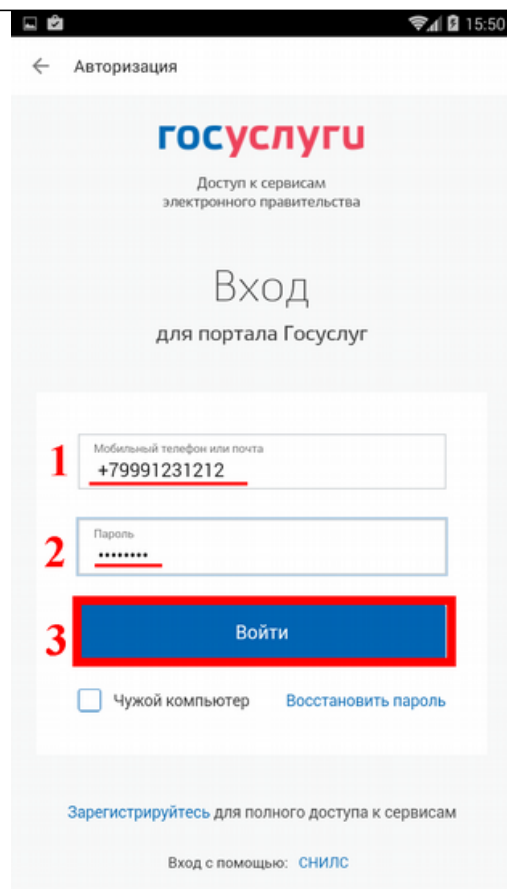 15:50
Авторизация
госуслуги
Доступ к сервисам
электронного правительства
Вход
для портала Госуслуг
Мобильный телефон или почта
1 +79991231212
Пароль
2 ••••••••
3 Войти
Чужой компьютер Восстановить пароль
Зарегистрируйтесь для полного доступа к сервисам
Вход с помощью: СНИЛС